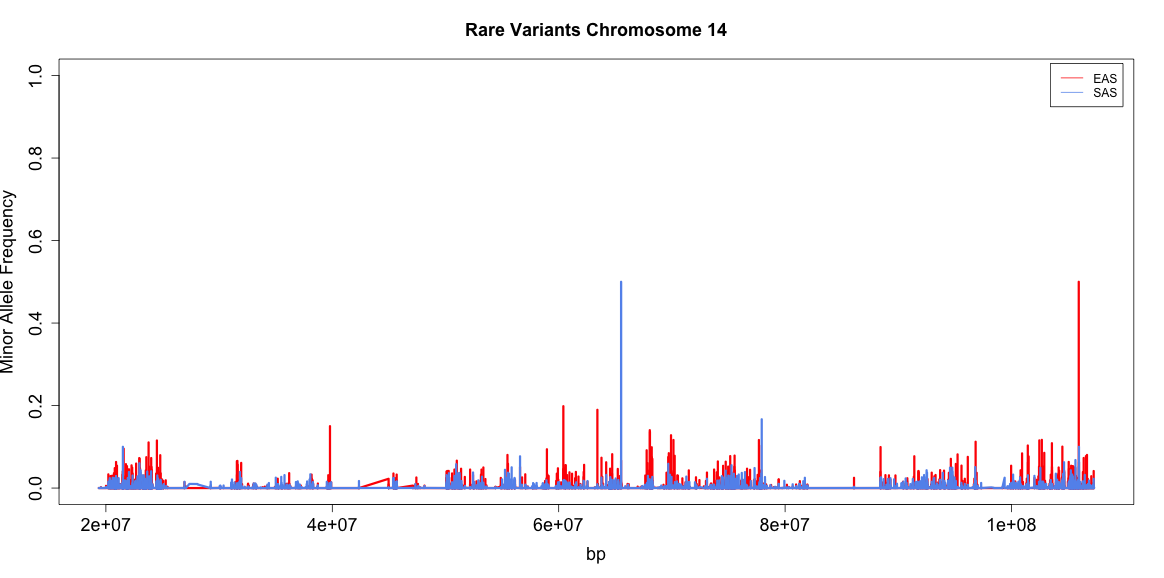 Rare Variants Chromosome 14
EAS
SAS
Minor Allele Frequency
1.0
0.8
0.6
0.4
0.2
0.0
2e+07
4e+07
6e+07
8e+07
1e+08
bp